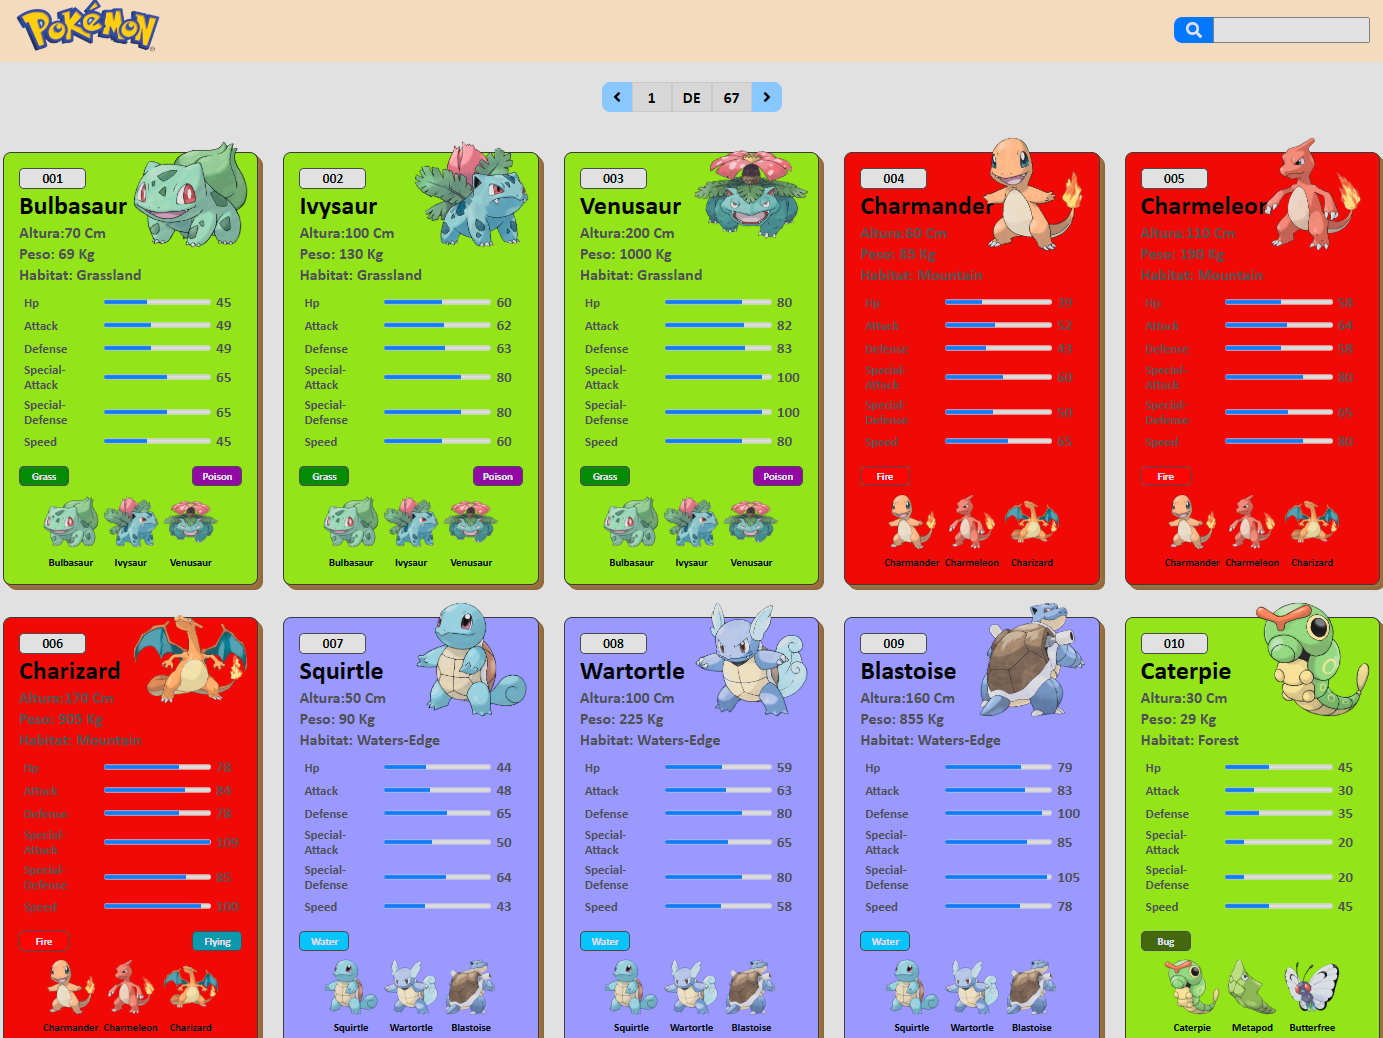 Pokémon
1 DE 67
001
Bulbasaur
Altura:70 Cm
Peso: 69 Kg
Habitat: Grassland
Hp 45
Attack 49
Defense 49
Special-
Attack 65
Special-
Defense 65
Speed 45
Grass Poison
Bulbasaur Ivysaur Venusaur
002
Ivysaur
Altura:100 Cm
Peso: 130 Kg
Habitat: Grassland
Hp 60
Attack 62
Defense 63
Special-
Attack 80
Special-
Defense 80
Speed 60
Grass Poison
Bulbasaur Ivysaur Venusaur
003
Venusaur
Altura:200 Cm
Peso: 1000 Kg
Habitat: Grassland
Hp 80
Attack 82
Defense 83
Special-
Attack 100
Special-
Defense 100
Speed 80
Grass Poison
Bulbasaur Ivysaur Venusaur
004
Charmander
Altura:60 Cm
Peso: 85 Kg
Habitat: Mountain
Hp 39
Attack 52
Defense 43
Special-
Attack 60
Special-
Defense 50
Speed 65
Fire
Charmander Charmeleon Charizard
005
Charmeleon
Altura:110 Cm
Peso: 190 Kg
Habitat: Mountain
Hp 58
Attack 64
Defense 58
Special-
Attack 80
Special-
Defense 65
Speed 80
Fire
Charmander Charmeleon Charizard
006
Charizard
Altura:170 Cm
Peso: 905 Kg
Habitat: Mountain
Hp 78
Attack 84
Defense 78
Special-
Attack 109
Special-
Defense 85
Speed 100
Fire Flying
Charmander Charmeleon Charizard
007
Squirtle
Altura:50 Cm
Peso: 90 Kg
Habitat: Waters-Edge
Hp 44
Attack 48
Defense 65
Special-
Attack 50
Special-
Defense 64
Speed 43
Water
Squirtle Wartortle Blastoise
008
Wartortle
Altura:100 Cm
Peso: 225 Kg
Habitat: Waters-Edge
Hp 59
Attack 63
Defense 80
Special-
Attack 65
Special-
Defense 80
Speed 58
Water
Squirtle Wartortle Blastoise
009
Blastoise
Altura:160 Cm
Peso: 855 Kg
Habitat: Waters-Edge
Hp 79
Attack 83
Defense 100
Special-
Attack 85
Special-
Defense 105
Speed 78
Water
Squirtle Wartortle Blastoise
010
Caterpie
Altura:30 Cm
Peso: 29 Kg
Habitat: Forest
Hp 45
Attack 30
Defense 35
Special-
Attack 20
Special-
Defense 20
Speed 45
Bug
Caterpie Metapod Butterfree